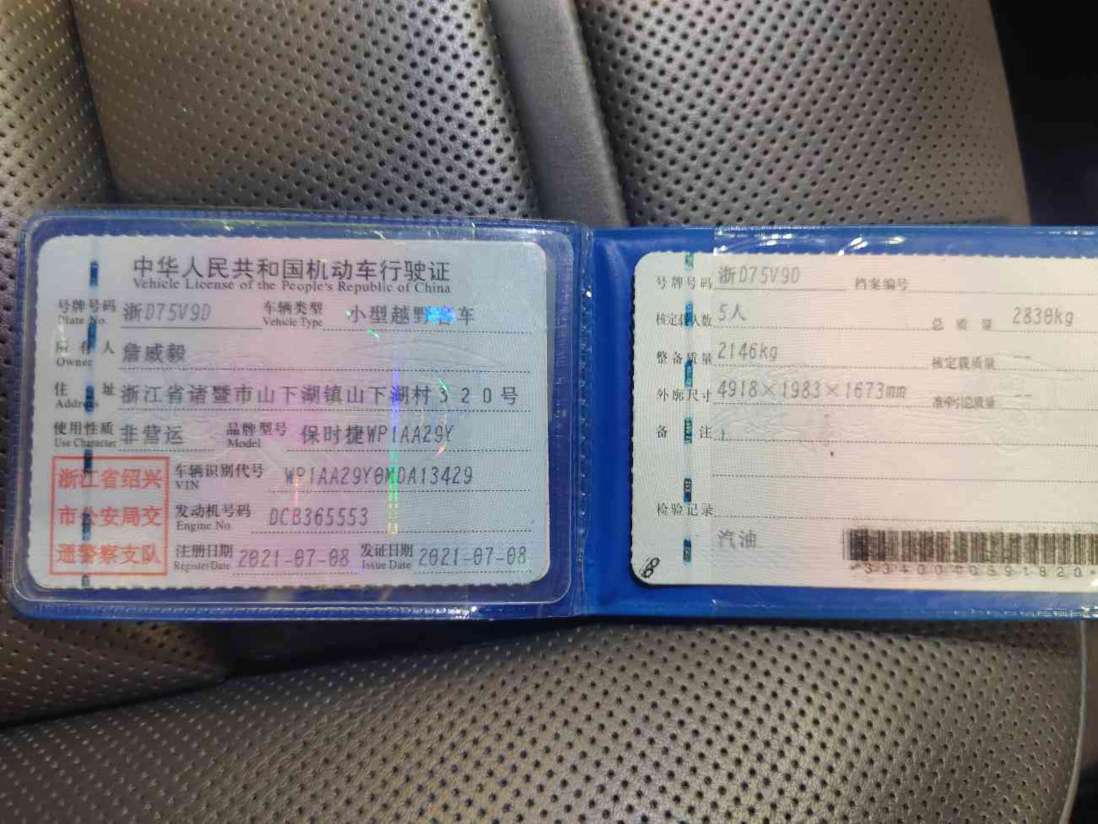 中华人民共和国机动车行驶证
Vehicle License of the People's Republic of China
号牌号码 浙D75V9D 车辆类型 小型越野客车
Plate No. Vehicle Type
所有人 詹威毅
Owner
住址 浙江省诸暨市山下湖镇山下湖村320号
Address
使用性质 非营运 品牌型号 保时捷WP1AA29Y
Use Character Model
浙江省绍兴
市公安局交
通警察支队
车辆识别代号 WP1AA29Y0MDA13429
VIN
发动机号码 DCB365553
Engine No.
注册日期 2021-07-08 发证日期 2021-07-08
Register Date Issue Date
号牌号码 浙D75V9D 档案编号
核定载人数 5人 总质量 2830kg
整备质量 2146kg 核定载质量 --
外廓尺寸 4918×1983×1673mm 准牵引总质量 --
备注
检验记录
汽油